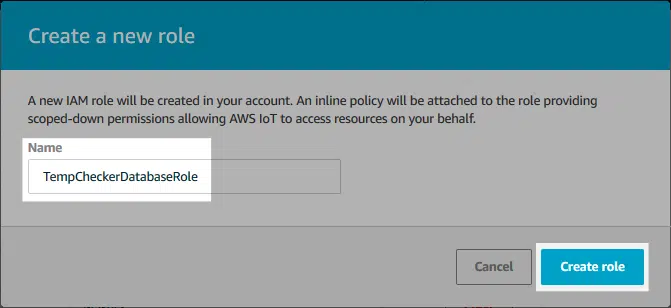 Create a new role
A new IAM role will be created in your account. An inline policy will be attached to the role providing
scoped-down permissions allowing AWS IoT to access resources on your behalf.
Name
TempCheckerDatabaseRole
Cancel
Create role